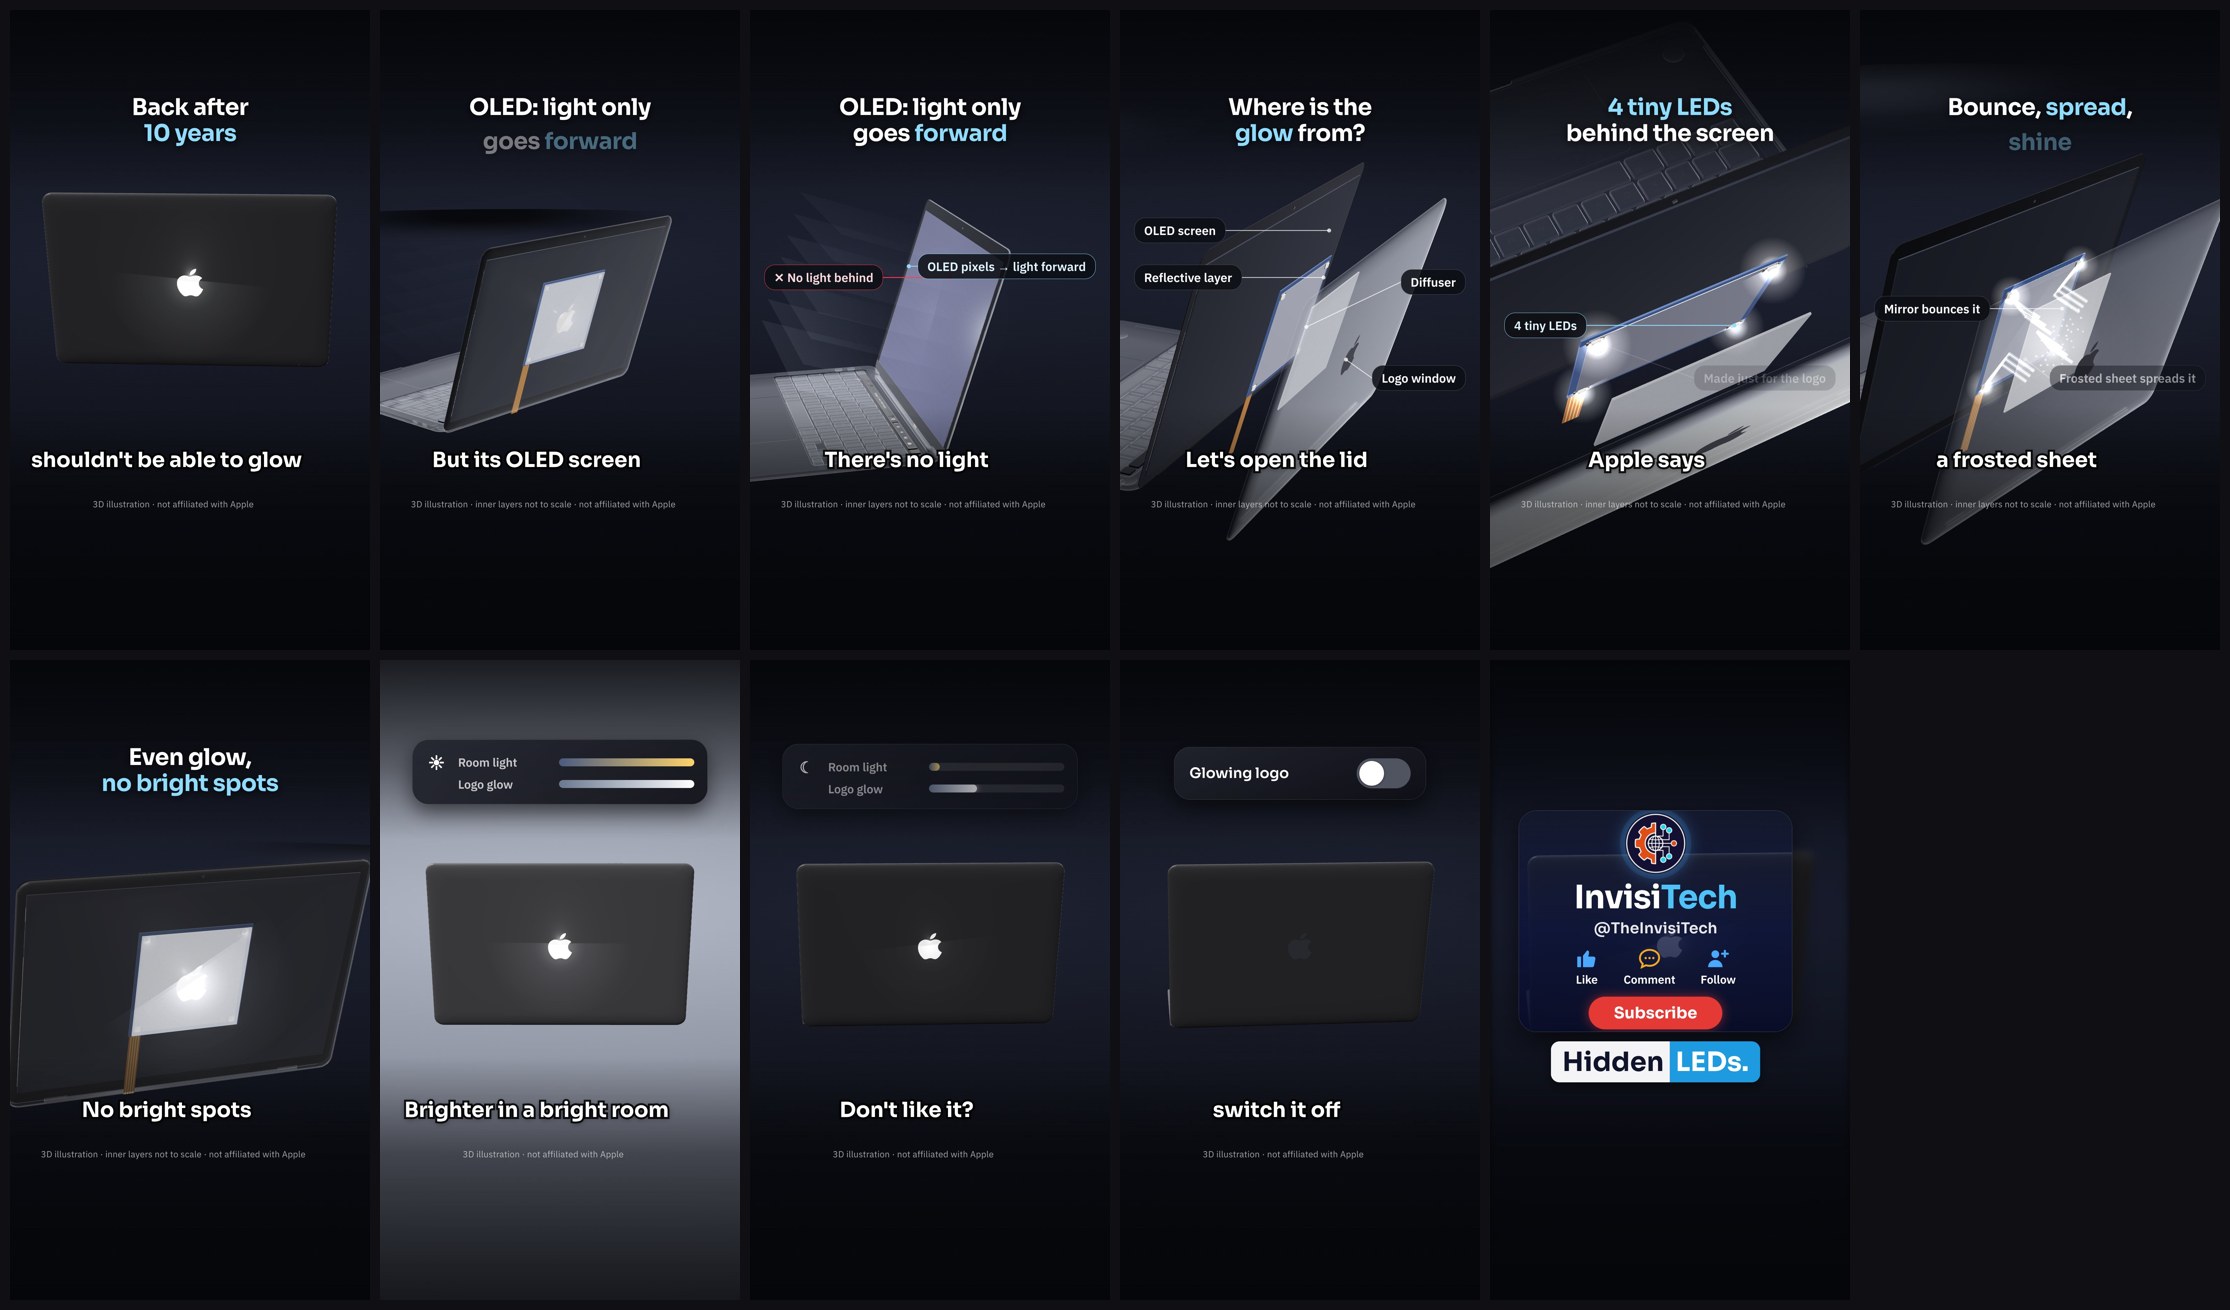 Back after
10 years
shouldn't be able to glow
3D illustration · not affiliated with Apple
OLED: light only
goes forward
But its OLED screen
3D illustration · inner layers not to scale · not affiliated with Apple
OLED: light only
goes forward
× No light behind
OLED pixels → light forward
There's no light
3D illustration · inner layers not to scale · not affiliated with Apple
Where is the
glow from?
OLED screen
Reflective layer
Diffuser
Logo window
Let's open the lid
3D illustration · inner layers not to scale · not affiliated with Apple
4 tiny LEDs
behind the screen
4 tiny LEDs
Made just for the logo
Apple says
3D illustration · inner layers not to scale · not affiliated with Apple
Bounce, spread,
shine
Mirror bounces it
Frosted sheet spreads it
a frosted sheet
3D illustration · inner layers not to scale · not affiliated with Apple
Even glow,
no bright spots
No bright spots
3D illustration · inner layers not to scale · not affiliated with Apple
Room light
Logo glow
Brighter in a bright room
3D illustration · not affiliated with Apple
Room light
Logo glow
Don't like it?
3D illustration · not affiliated with Apple
Glowing logo
switch it off
3D illustration · not affiliated with Apple
InvisiTech
@TheInvisiTech
Like Comment Follow
Subscribe
Hidden LEDs.